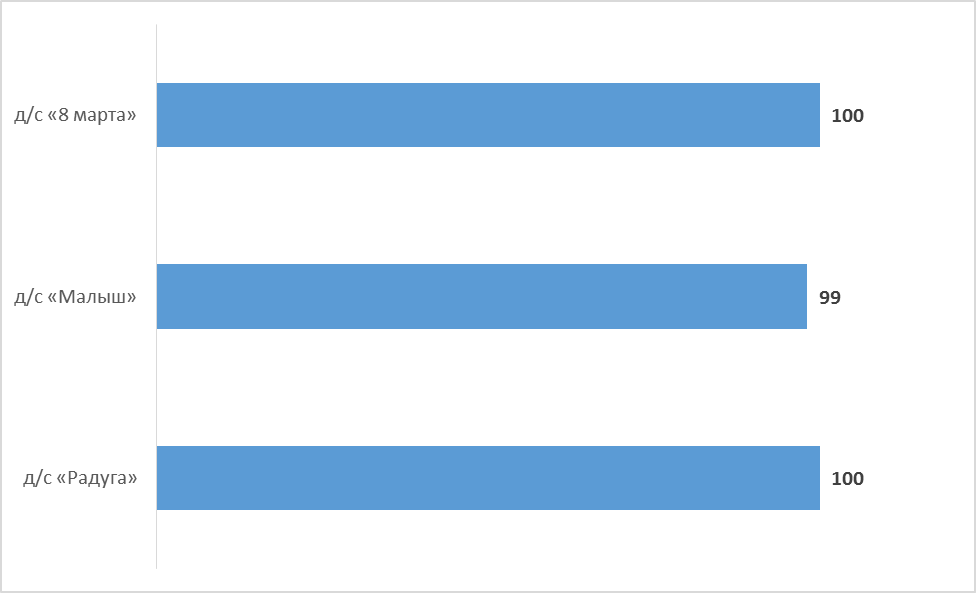 д/с «8 марта»
100
д/с «Малыш»
99
д/с «Радуга»
100